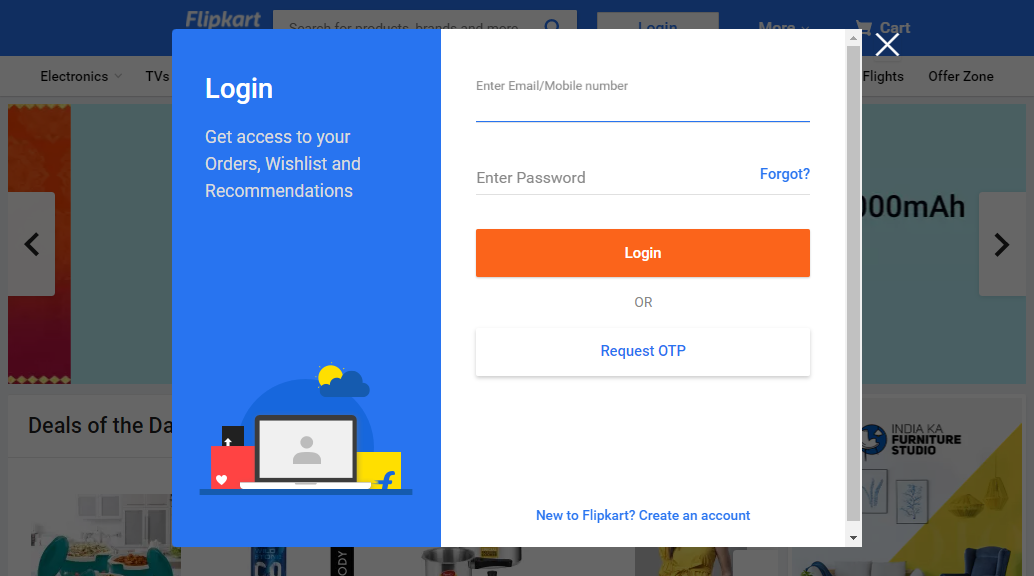 Flipkart
Search for products, brands and more
Login
More
Cart
Electronics
TVs
Flights
Offer Zone
Login
Get access to your
Orders, Wishlist and
Recommendations
Enter Email/Mobile number
Enter Password
Forgot?
Login
OR
Request OTP
New to Flipkart? Create an account
000mAh
Deals of the Da
INDIA KA
FURNITURE
STUDIO